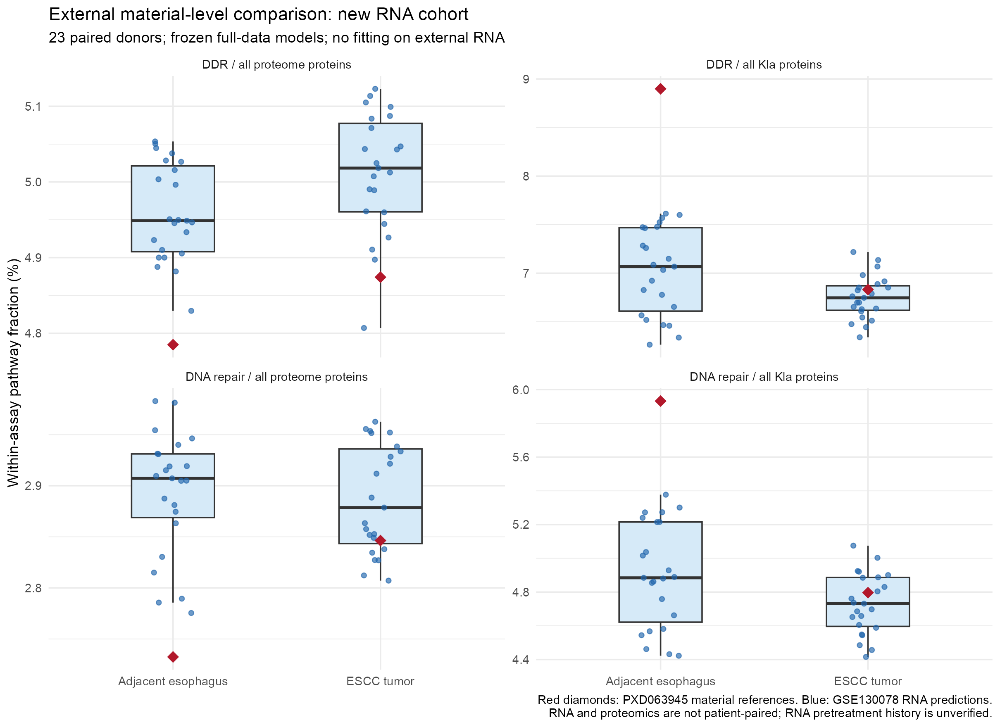 External material-level comparison: new RNA cohort
23 paired donors; frozen full-data models; no fitting on external RNA
Within-assay pathway fraction (%)
DDR / all proteome proteins
5.1
5.0
4.9
4.8
DDR / all Kla proteins
9
8
7
DNA repair / all proteome proteins
2.9
2.8
Adjacent esophagus
ESCC tumor
DNA repair / all Kla proteins
6.0
5.6
5.2
4.8
4.4
Adjacent esophagus
ESCC tumor
Red diamonds: PXD063945 material references. Blue: GSE130078 RNA predictions.
RNA and proteomics are not patient-paired; RNA pretreatment history is unverified.